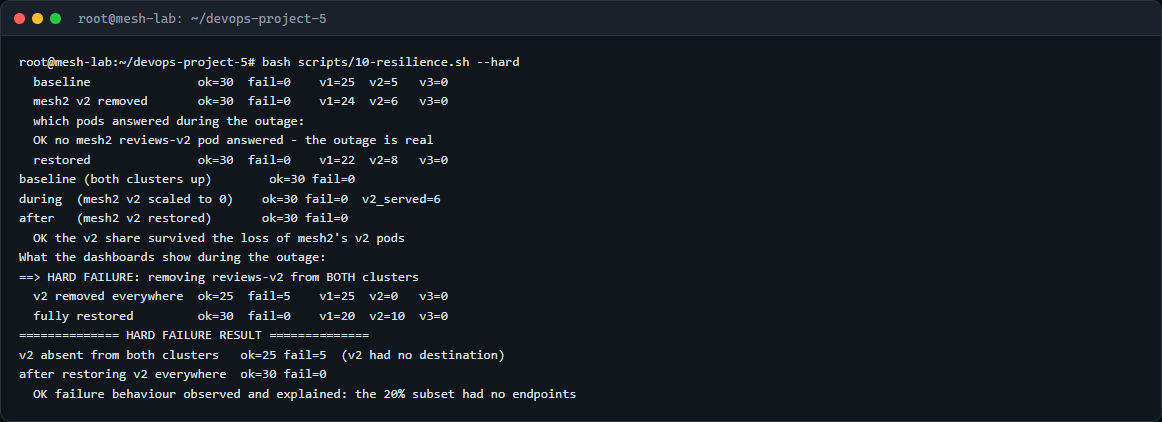 root@mesh-lab: ~/devops-project-5
root@mesh-lab:~/devops-project-5# bash scripts/10-resilience.sh --hard
baseline ok=30 fail=0 v1=25 v2=5 v3=0
mesh2 v2 removed ok=30 fail=0 v1=24 v2=6 v3=0
which pods answered during the outage:
OK no mesh2 reviews-v2 pod answered - the outage is real
restored ok=30 fail=0 v1=22 v2=8 v3=0
baseline (both clusters up) ok=30 fail=0
during (mesh2 v2 scaled to 0) ok=30 fail=0 v2_served=6
after (mesh2 v2 restored) ok=30 fail=0
OK the v2 share survived the loss of mesh2's v2 pods
What the dashboards show during the outage:
==> HARD FAILURE: removing reviews-v2 from BOTH clusters
v2 removed everywhere ok=25 fail=5 v1=25 v2=0 v3=0
fully restored ok=30 fail=0 v1=20 v2=10 v3=0
============== HARD FAILURE RESULT ==============
v2 absent from both clusters ok=25 fail=5 (v2 had no destination)
after restoring v2 everywhere ok=30 fail=0
OK failure behaviour observed and explained: the 20% subset had no endpoints